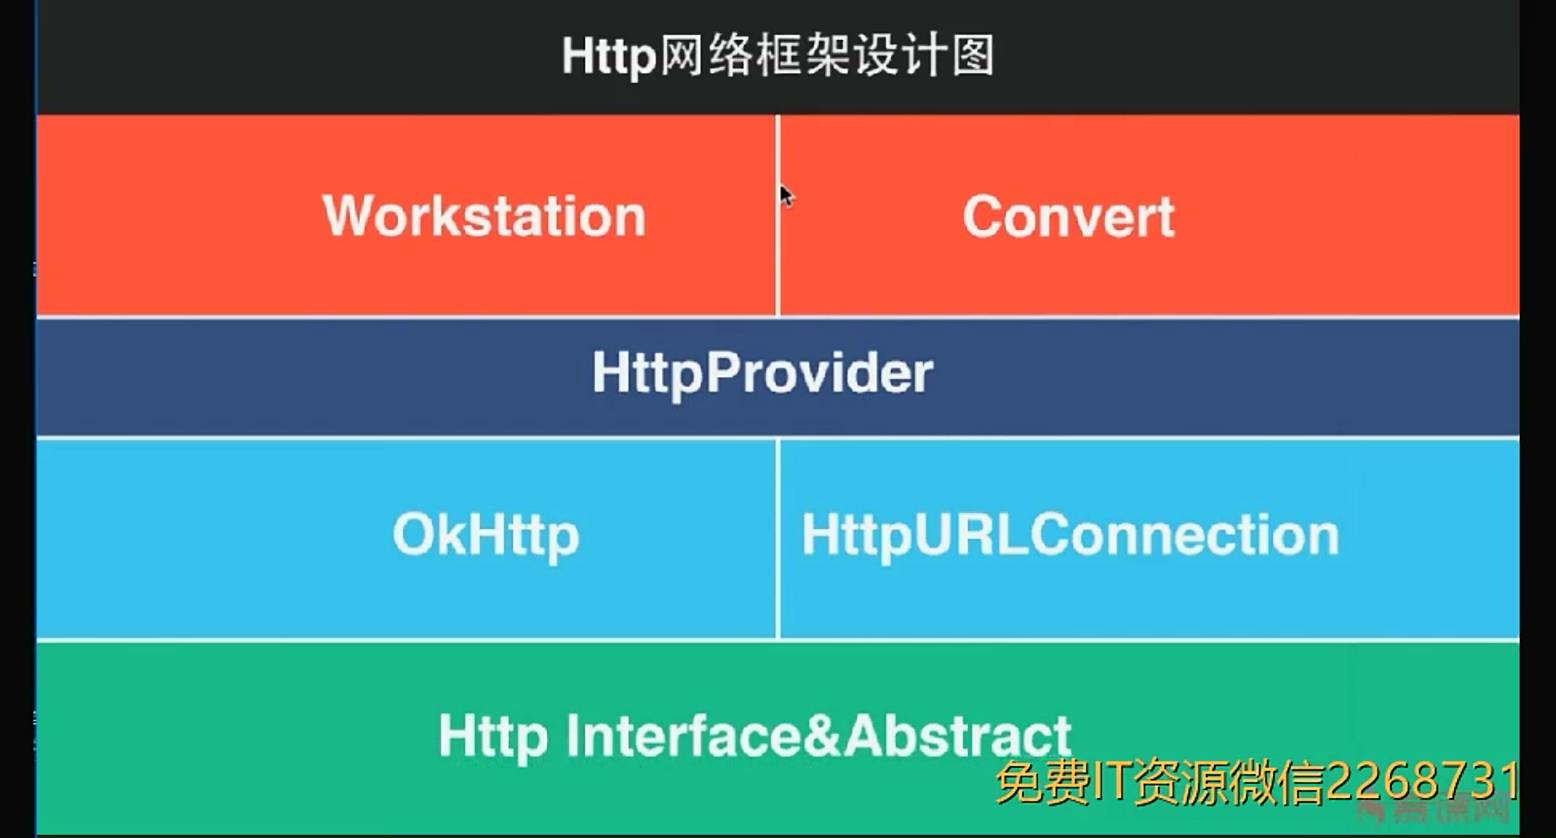 Http网络框架设计图
Workstation
Convert
HttpProvider
OkHttp
HttpURLConnection
Http Interface&Abstract
免费IT资源微信2268731
慕课网